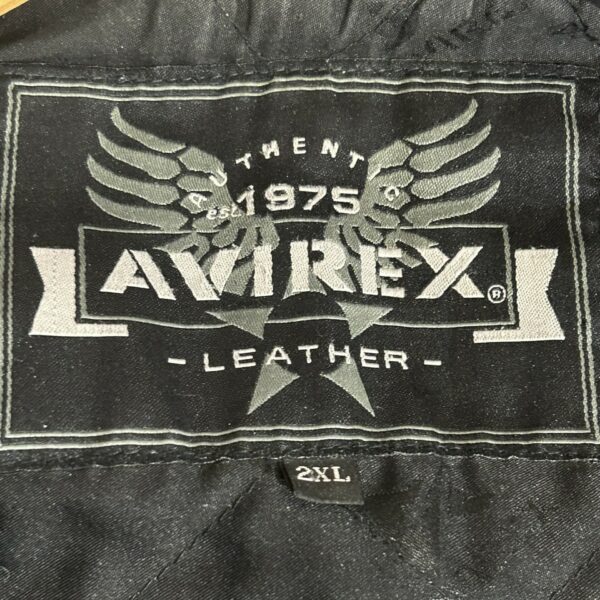 AUTHENTIC
est. 1975
AVIREX®
- LEATHER -
2XL